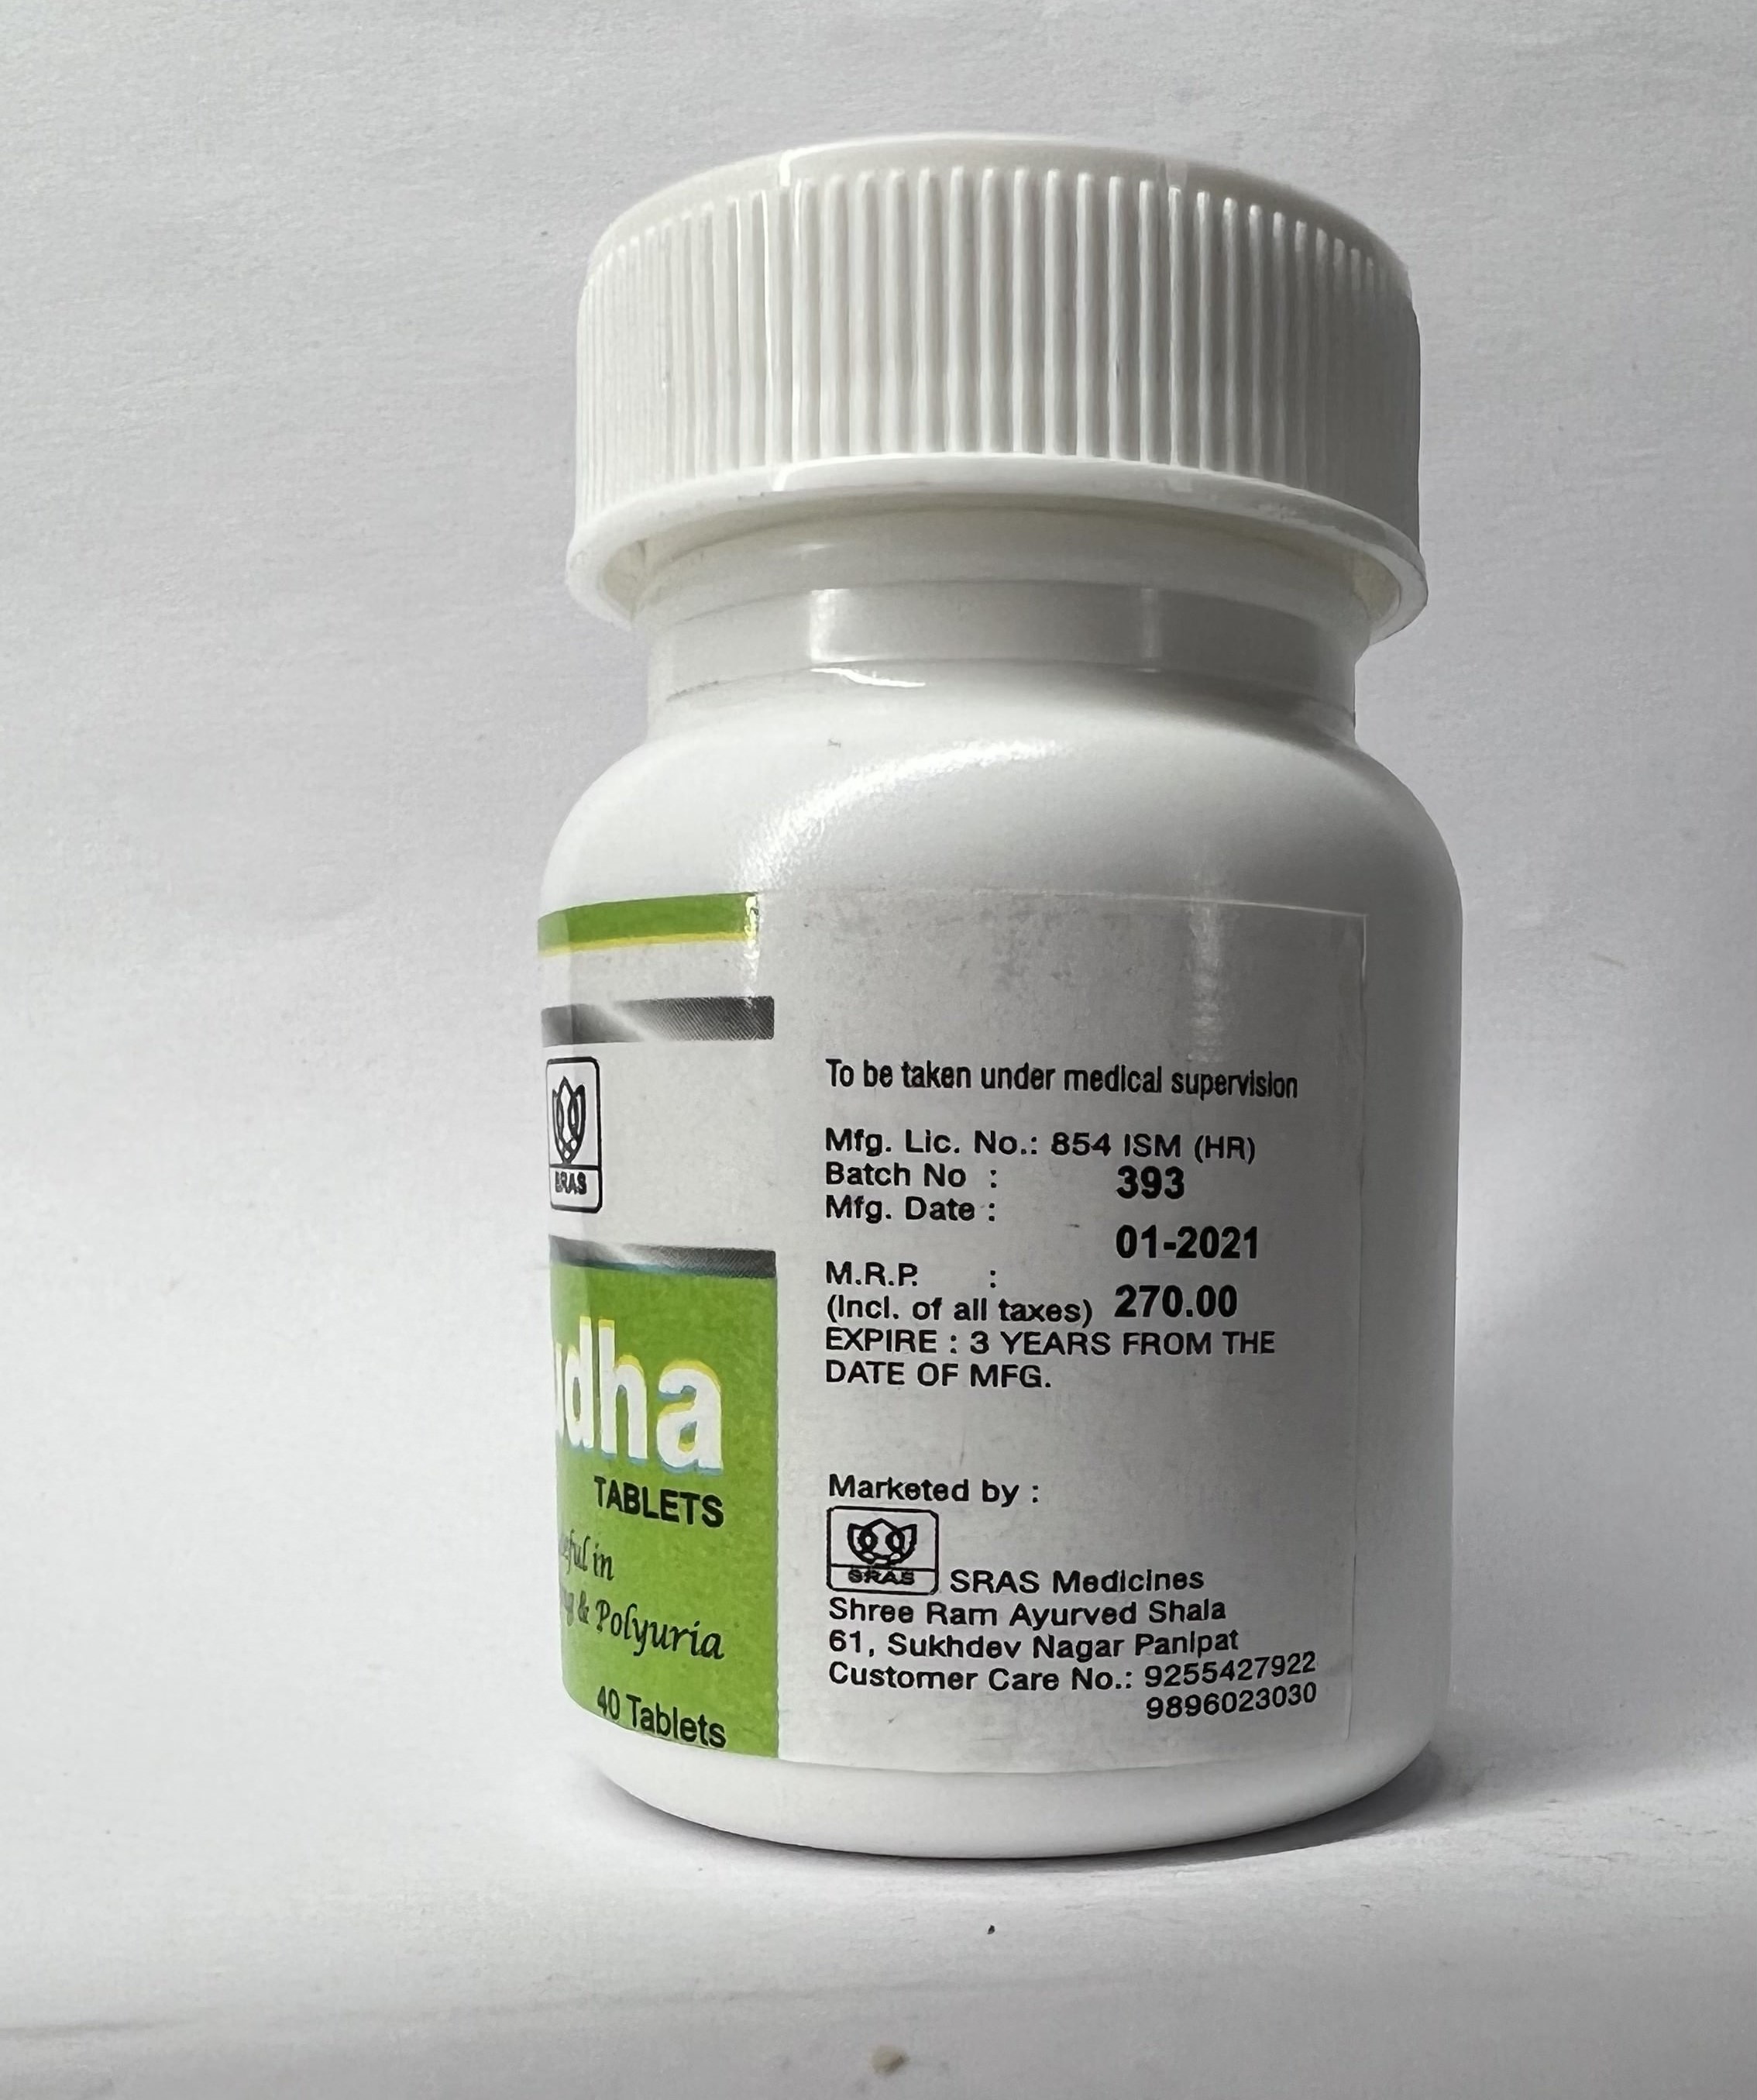 SRAS
TABLETS
in
& Polyuria
40 Tablets
To be taken under medical supervision
Mfg. Lic. No.: 854 ISM (HR)
Batch No : 393
Mfg. Date :
01-2021
M.R.P. :
(Incl. of all taxes) 270.00
EXPIRE : 3 YEARS FROM THE
DATE OF MFG.
Marketed by :
SRAS
SRAS Medicines
Shree Ram Ayurved Shala
61, Sukhdev Nagar Panipat
Customer Care No.: 9255427922
9896023030